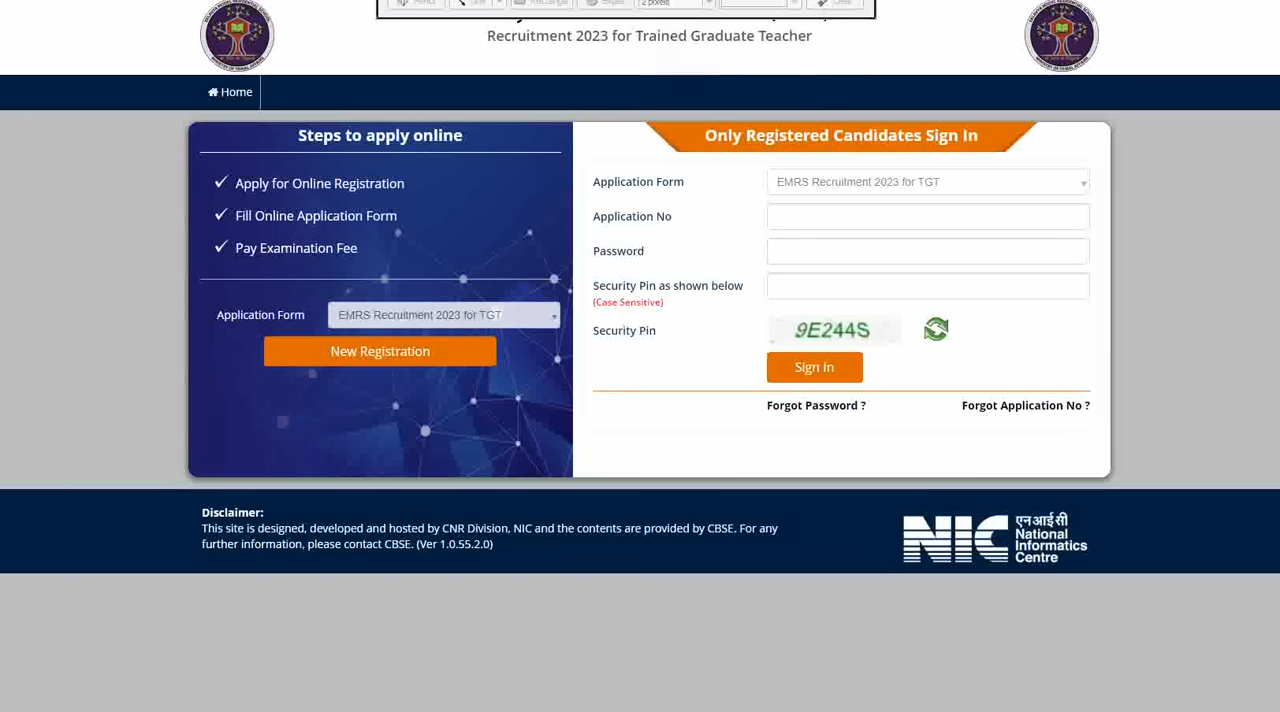 2 pixels
Recruitment 2023 for Trained Graduate Teacher
Home
Steps to apply online
Apply for Online Registration
Fill Online Application Form
Pay Examination Fee
Application Form EMRS Recruitment 2023 for TGT
New Registration
Only Registered Candidates Sign In
Application Form EMRS Recruitment 2023 for TGT
Application No
Password
Security Pin as shown below
(Case Sensitive)
Security Pin 9E244S
Sign In
Forgot Password ? Forgot Application No ?
Disclaimer:
This site is designed, developed and hosted by CNR Division, NIC and the contents are provided by CBSE. For any
further information, please contact CBSE. (Ver 1.0.55.2.0)
NIC
एन आई सी
National
Informatics
Centre